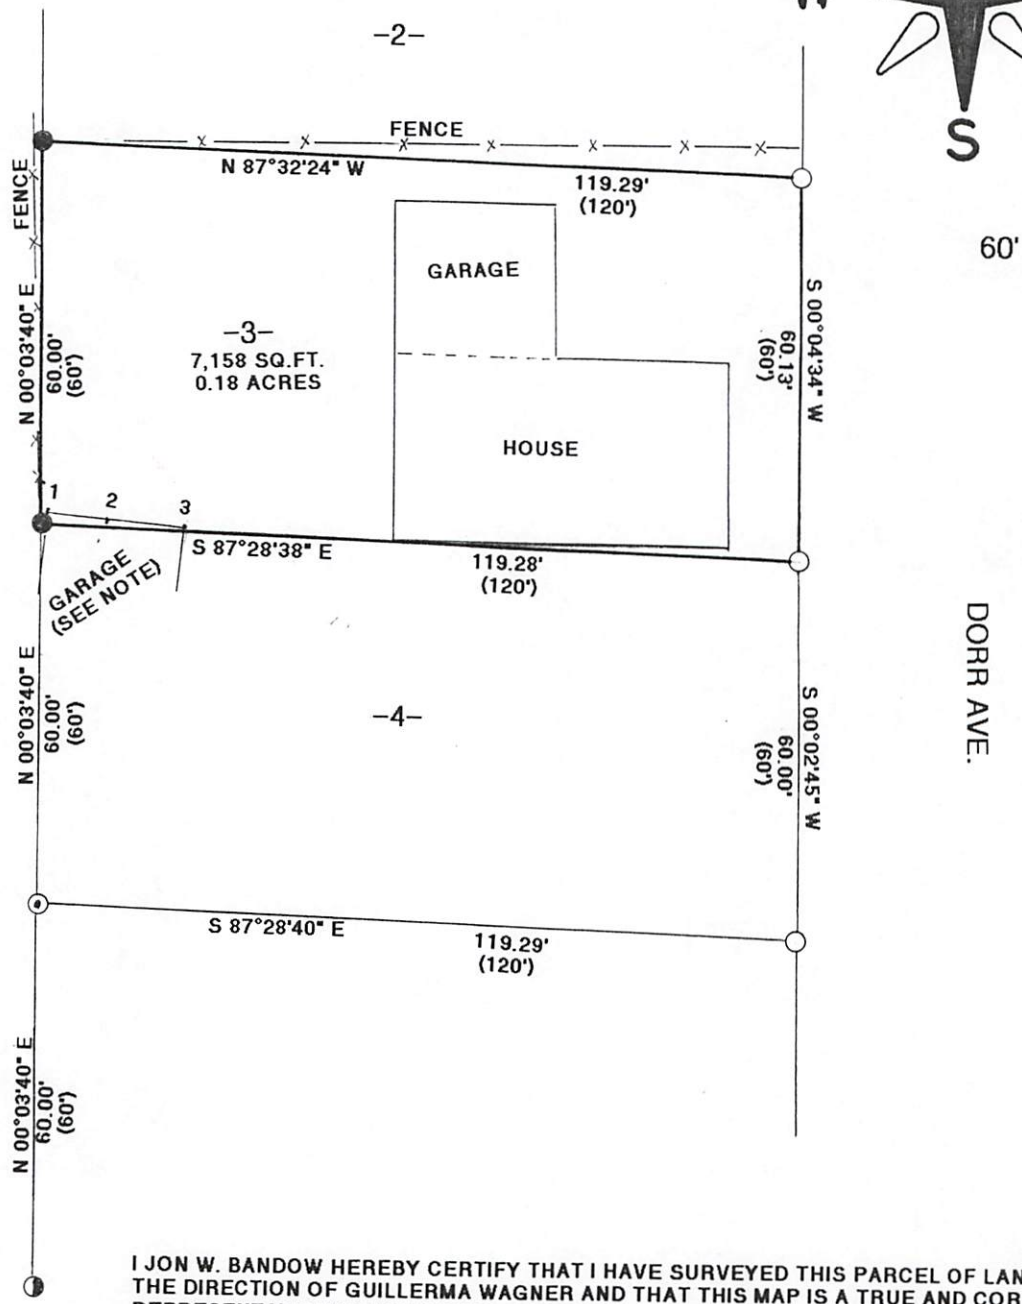 -2-
S
FENCE
N 87°32'24" W
119.29'
(120')
FENCE
60'
GARAGE
N 00°03'40" E
60.00'
(60')
-3-
7,158 SQ.FT.
0.18 ACRES
S 00°04'34" W
60.13'
(60')
HOUSE
1
2
3
S 87°28'38" E
119.28'
(120')
GARAGE
(SEE NOTE)
DORR AVE.
N 00°03'40" E
60.00'
(60')
-4-
S 00°02'45" W
60.00'
(60')
S 87°28'40" E
119.29'
(120')
N 00°03'40" E
60.00'
(60')
I JON W. BANDOW HEREBY CERTIFY THAT I HAVE SURVEYED THIS PARCEL OF LAN
THE DIRECTION OF GUILLERMA WAGNER AND THAT THIS MAP IS A TRUE AND COR